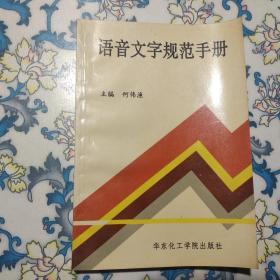 语音文字规范手册
主编 何伟渔
华东化工学院出版社